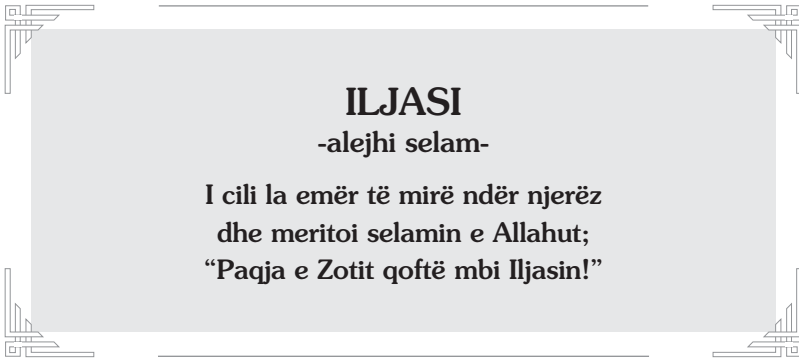 ILJASI
-alejhi selam-
I cili la emër të mirë ndër njerëz
dhe meritoi selamin e Allahut;
“Paqja e Zotit qoftë mbi Iljasin!”